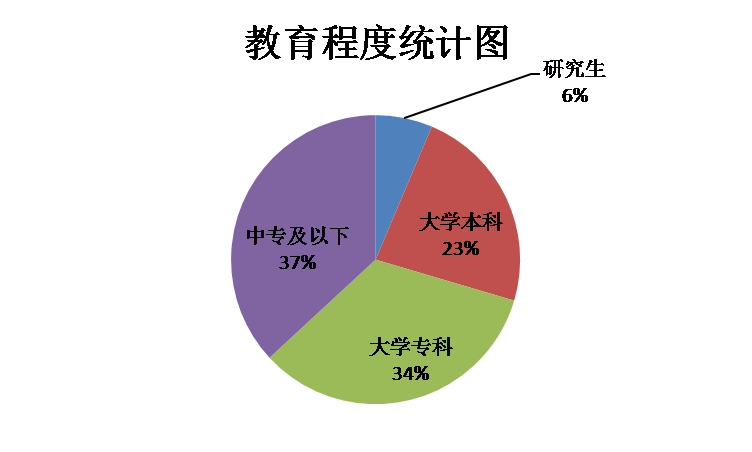 教育程度统计图
研究生
6%
大学本科
23%
中专及以下
37%
大学专科
34%